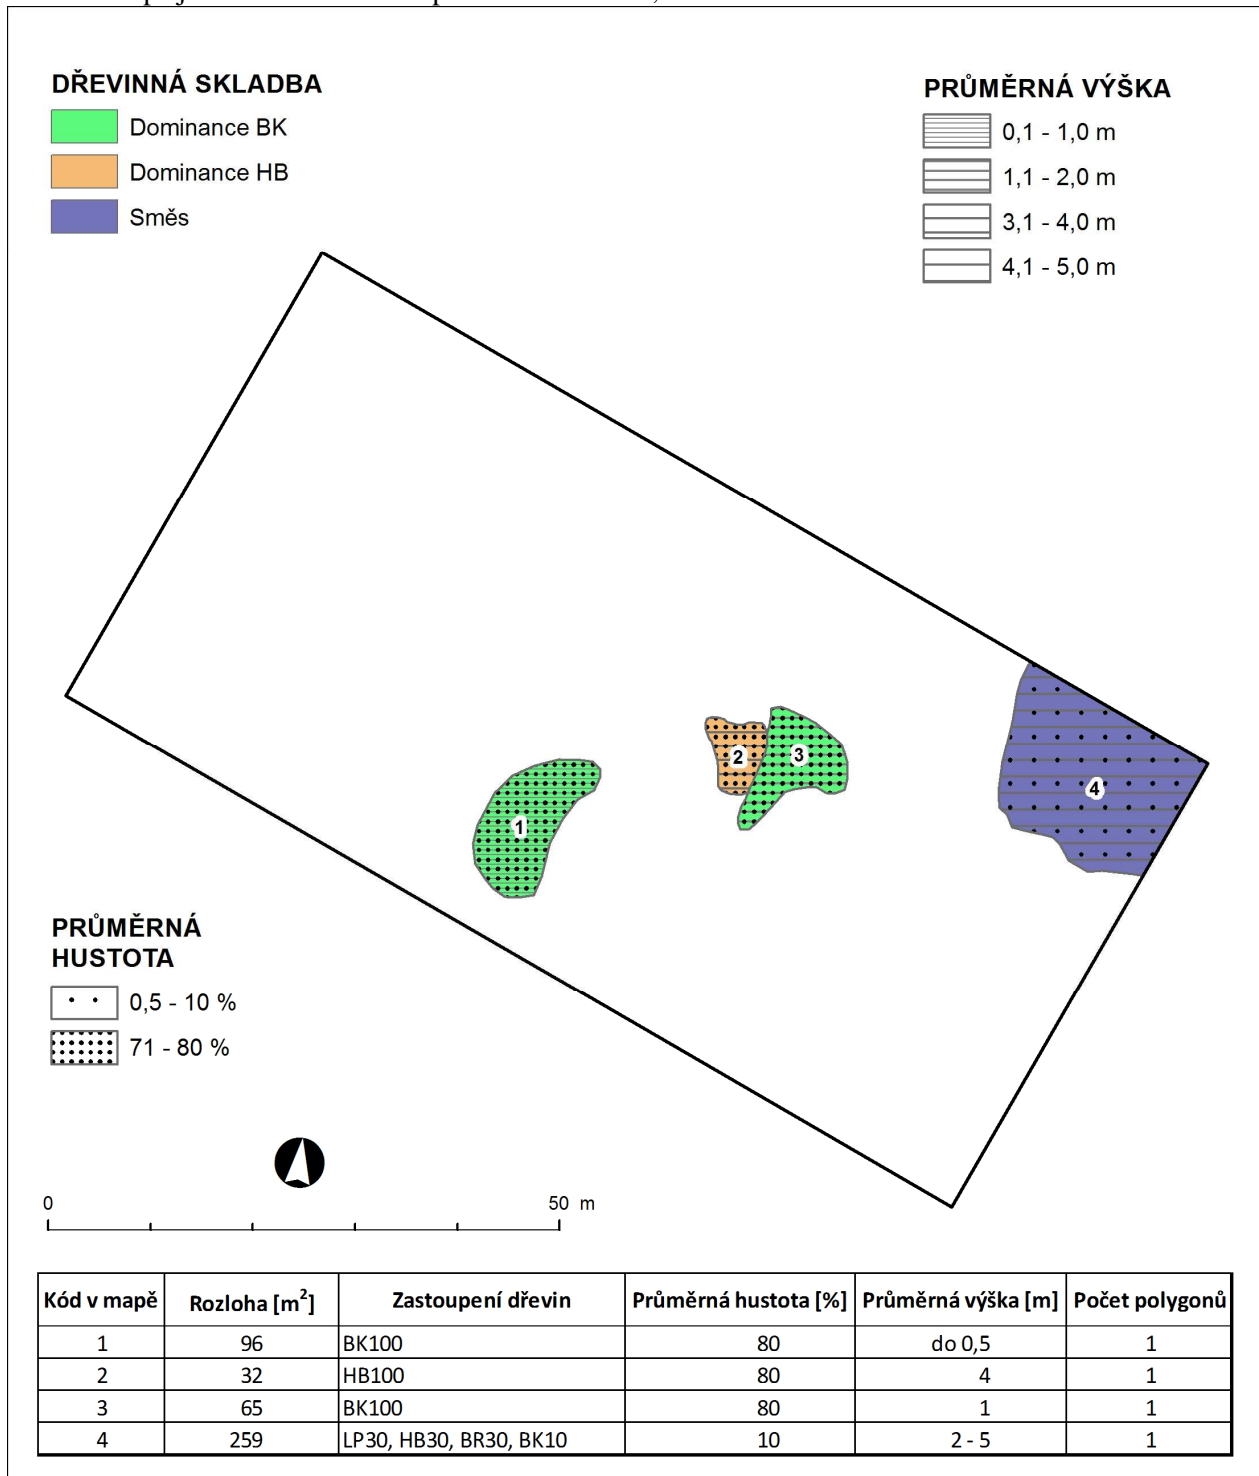 DŘEVINNÁ SKLADBA
Dominance BK
Dominance HB
Směs
PRŮMĚRNÁ VÝŠKA
0,1 - 1,0 m
1,1 - 2,0 m
3,1 - 4,0 m
4,1 - 5,0 m
1
2
3
4
PRŮMĚRNÁ
HUSTOTA
0,5 - 10 %
71 - 80 %
0 50 m
Kód v mapě Rozloha [m²] Zastoupení dřevin Průměrná hustota [%] Průměrná výška [m] Počet polygonů
1 96 BK100 80 do 0,5 1
2 32 HB100 80 4 1
3 65 BK100 80 1 1
4 259 LP30, HB30, BR30, BK10 10 2 - 5 1